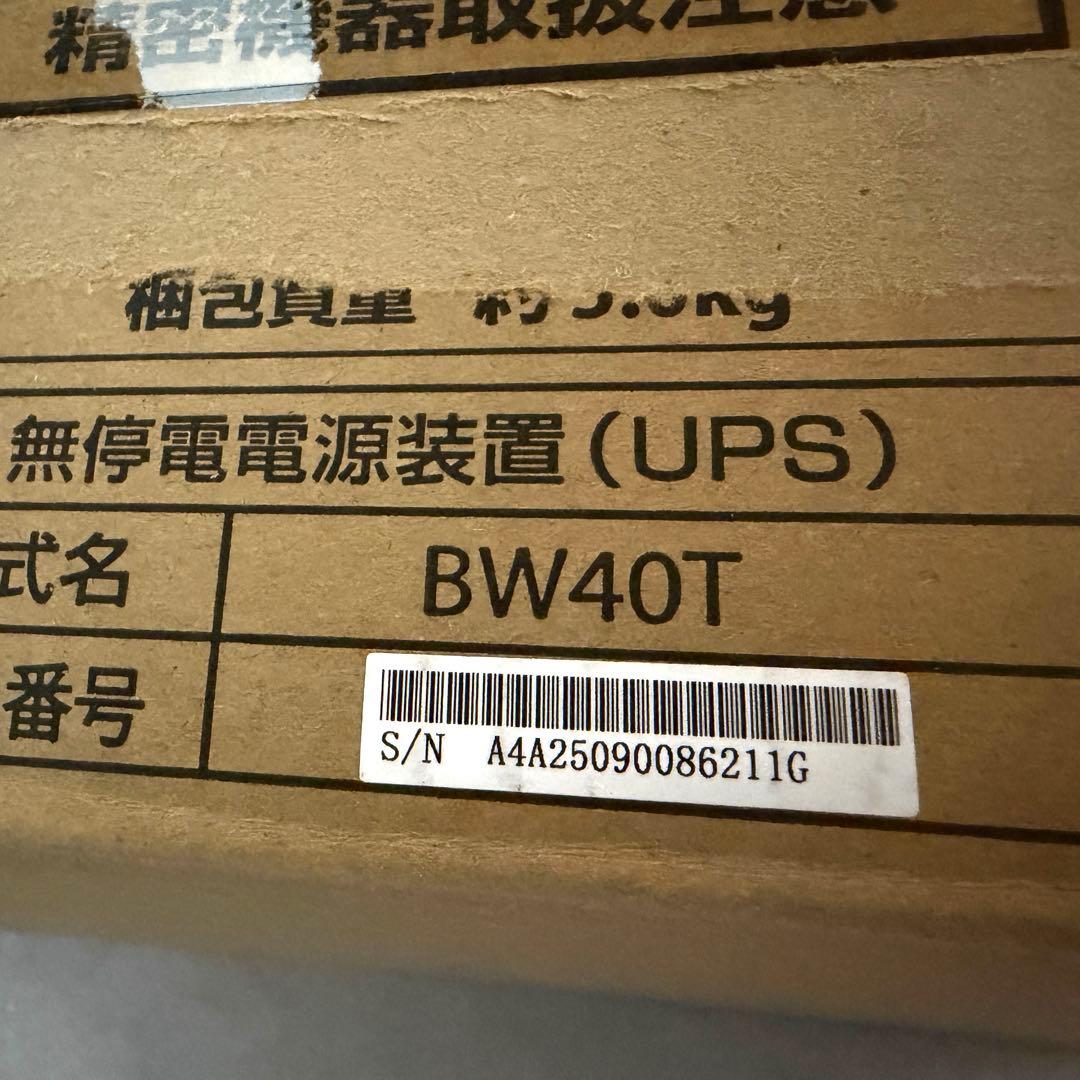 精密機器取扱注意
梱包質量 約
無停電電源装置(UPS)
式名 BW40T
番号
S/N A4A25090086211G